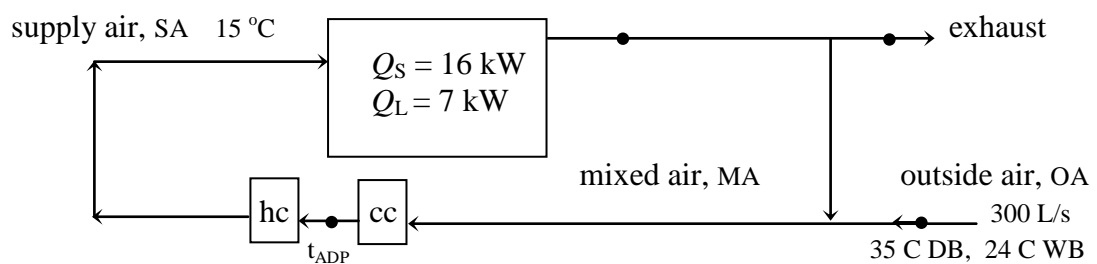 supply air, SA 15 °C
exhaust
Q_S = 16 kW
Q_L = 7 kW
mixed air, MA
outside air, OA
hc
cc
300 L/s
t_ADP
35 C DB, 24 C WB